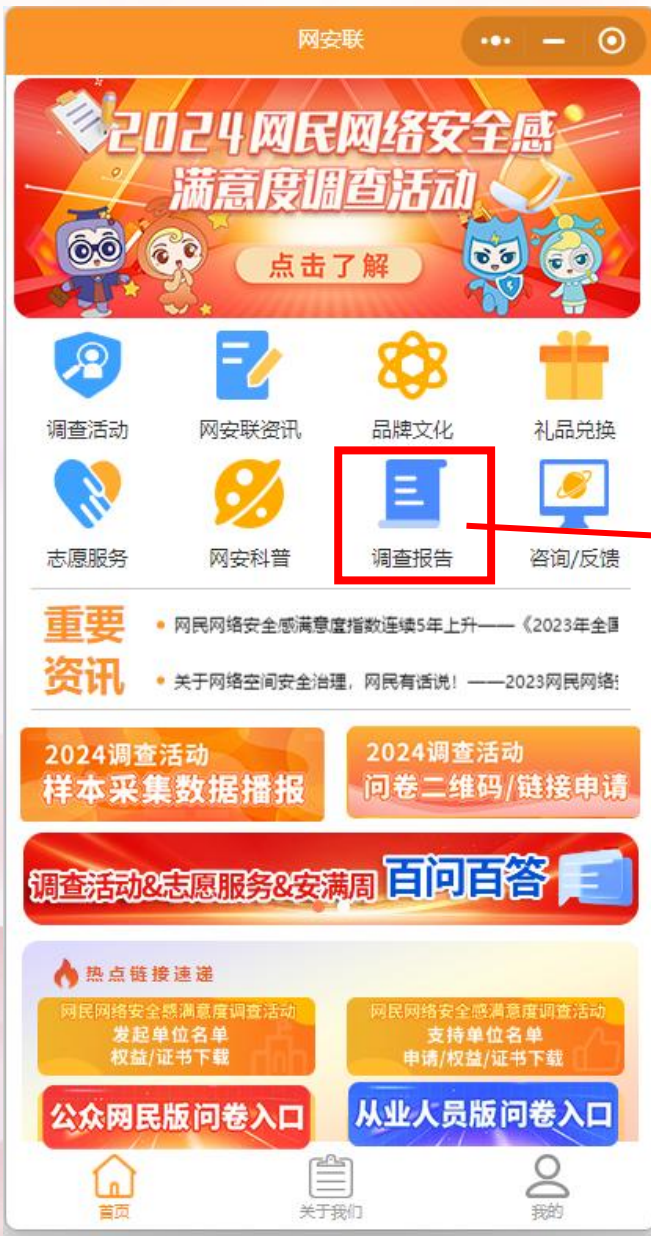 网安联
2024网民网络安全感
满意度调查活动
点击了解
调查活动
网安联资讯
品牌文化
礼品兑换
志愿服务
网安科普
调查报告
咨询/反馈
重要
资讯
• 网民网络安全感满意度指数连续5年上升——《2023年全国
• 关于网络空间安全治理，网民有话说！——2023网民网络安
2024调查活动
样本采集数据播报
2024调查活动
问卷二维码/链接申请
调查活动&志愿服务&安满周 百问百答
热点链接速递
网民网络安全感满意度调查活动
发起单位名单
权益/证书下载
网民网络安全感满意度调查活动
支持单位名单
申请/权益/证书下载
公众网民版问卷入口
从业人员版问卷入口
首页
关于我们
我的